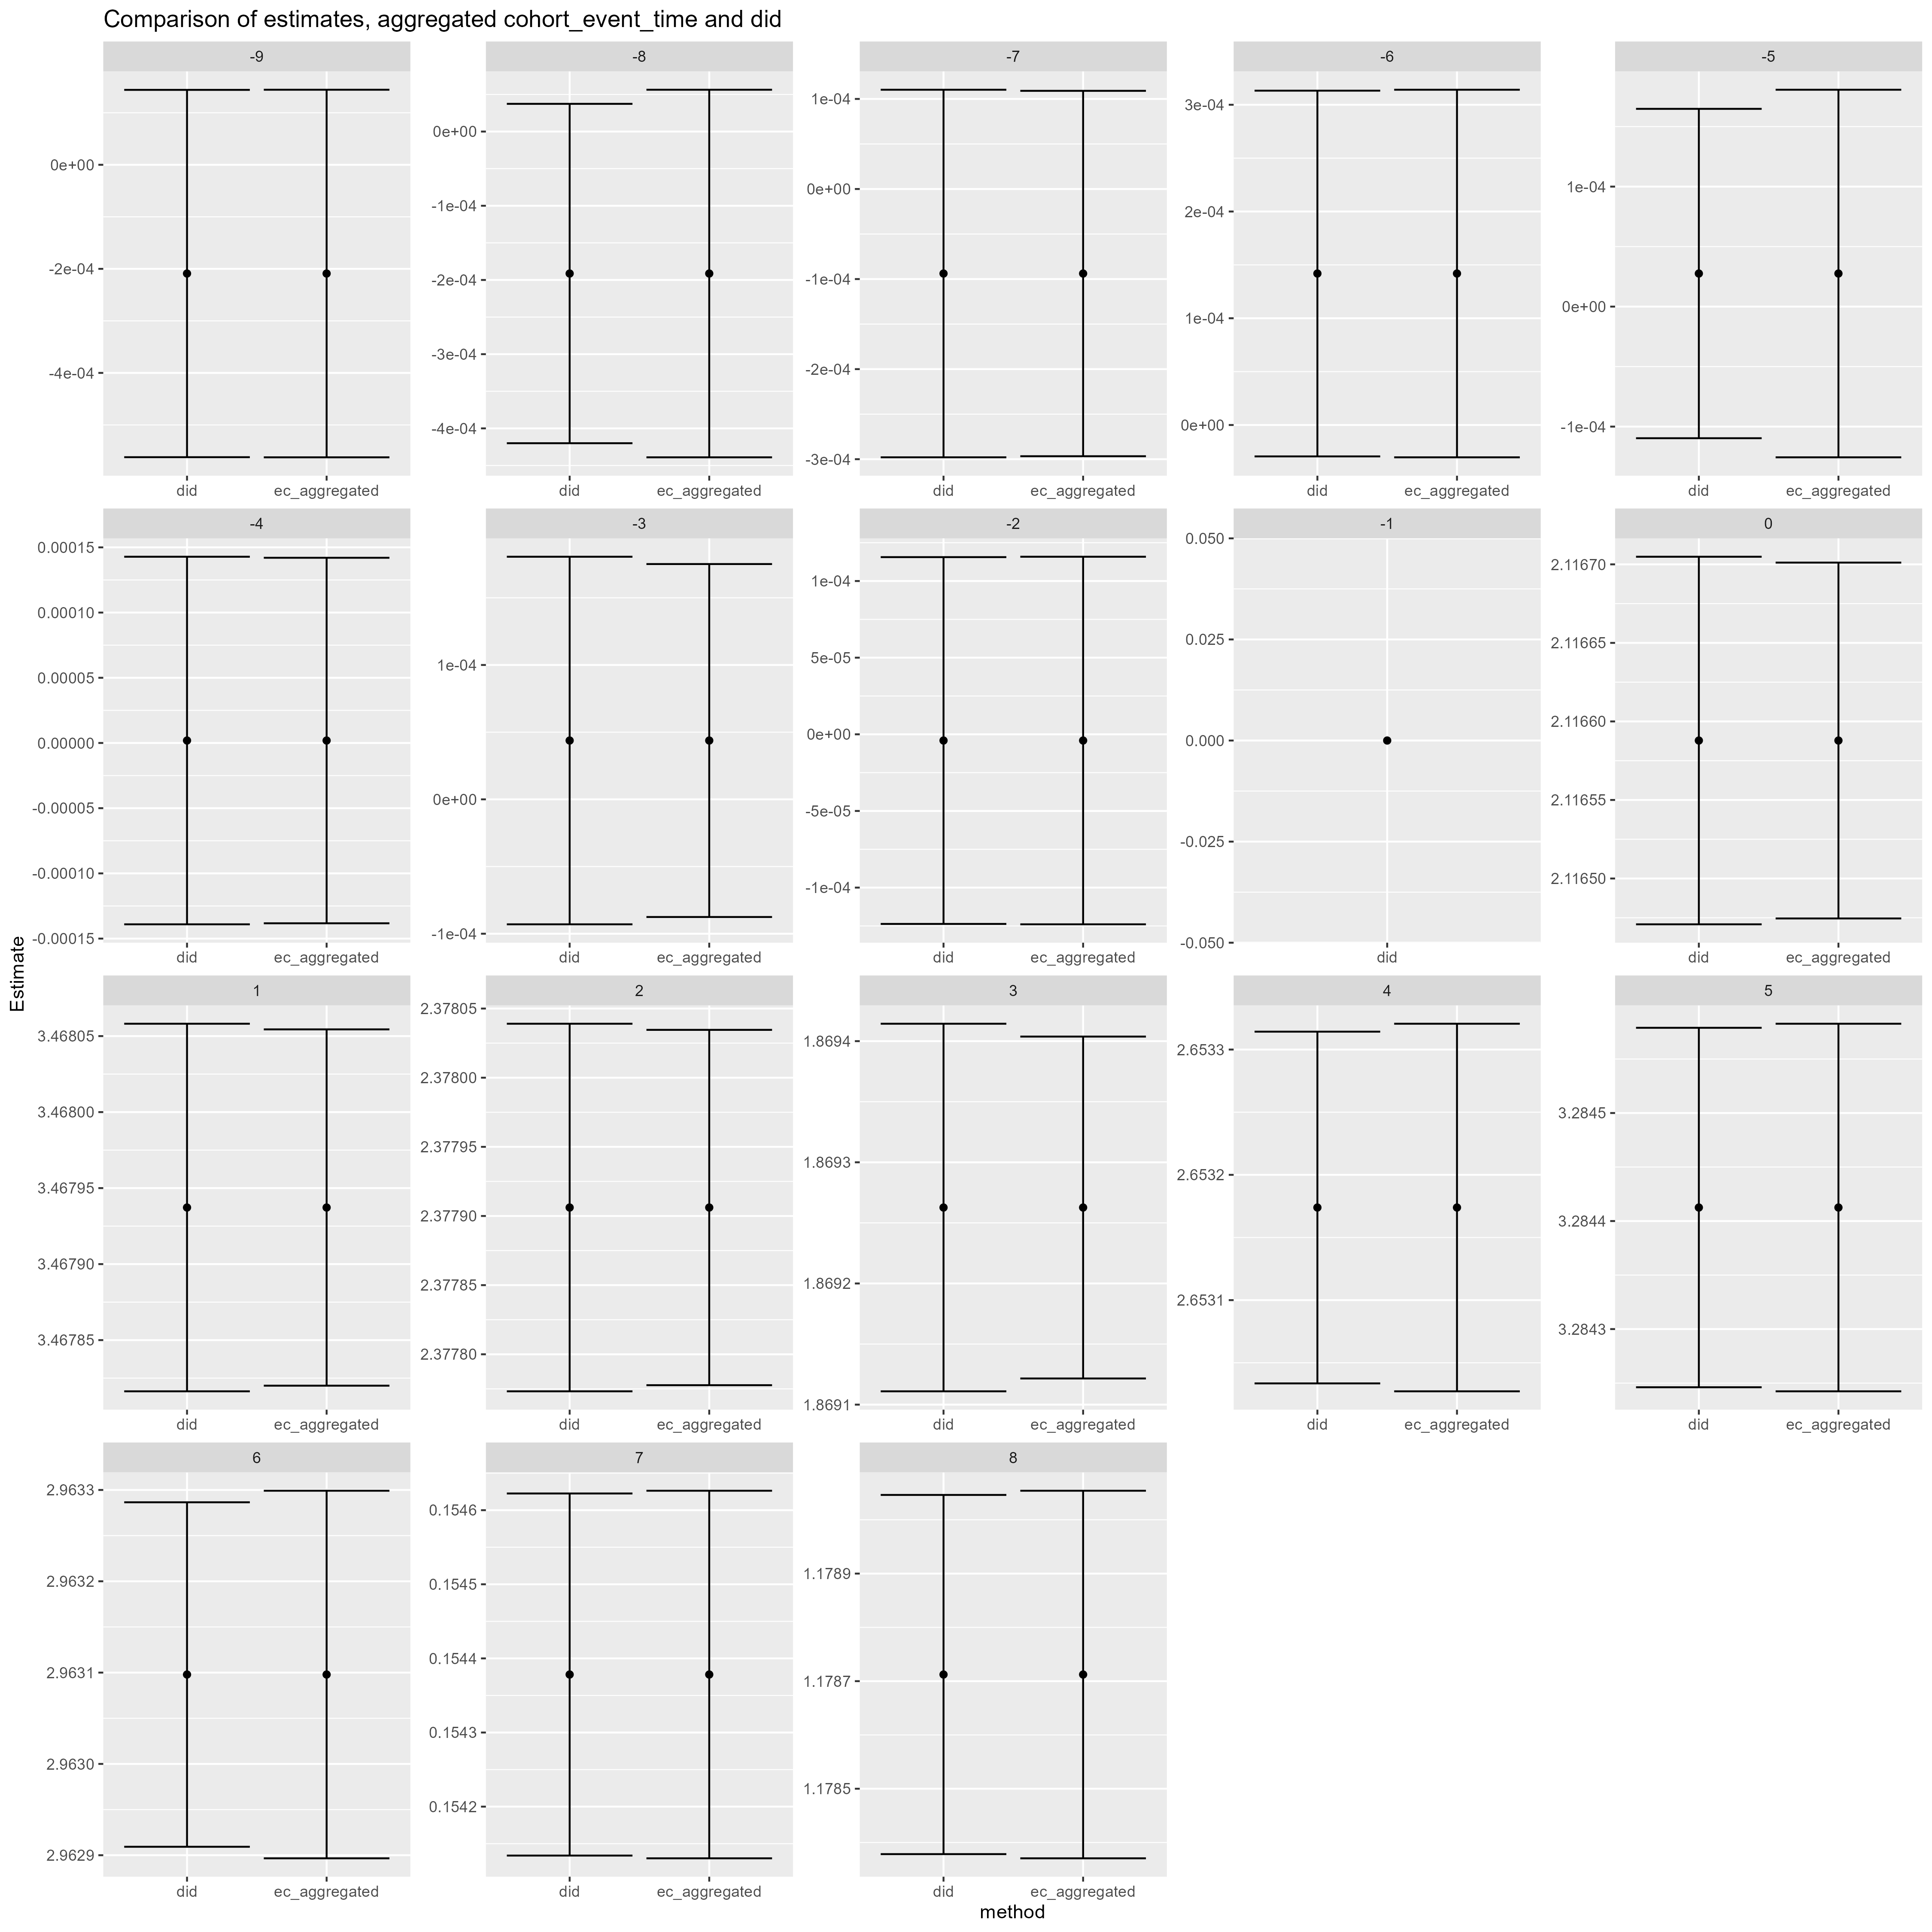 Comparison of estimates, aggregated cohort_event_time and did
-9
-8
-7
-6
-5
0e+00
-2e-04
-4e-04
0e+00
-1e-04
-2e-04
-3e-04
-4e-04
1e-04
0e+00
-1e-04
-2e-04
-3e-04
3e-04
2e-04
1e-04
0e+00
1e-04
0e+00
-1e-04
did ec_aggregated
did ec_aggregated
did ec_aggregated
did ec_aggregated
did ec_aggregated
-4
-3
-2
-1
0
0.00015
0.00010
0.00005
0.00000
-0.00005
-0.00010
-0.00015
1e-04
0e+00
-1e-04
1e-04
5e-05
0e+00
-5e-05
-1e-04
0.050
0.025
0.000
-0.025
-0.050
2.11670
2.11665
2.11660
2.11655
2.11650
did ec_aggregated
did ec_aggregated
did ec_aggregated
did
did ec_aggregated
Estimate
1
2
3
4
5
3.46805
3.46800
3.46795
3.46790
3.46785
2.37805
2.37800
2.37795
2.37790
2.37785
2.37780
1.8694
1.8693
1.8692
1.8691
2.6533
2.6532
2.6531
3.2845
3.2844
3.2843
did ec_aggregated
did ec_aggregated
did ec_aggregated
did ec_aggregated
did ec_aggregated
6
7
8
2.9633
2.9632
2.9631
2.9630
2.9629
0.1546
0.1545
0.1544
0.1543
0.1542
1.1789
1.1787
1.1785
did ec_aggregated
did ec_aggregated
did ec_aggregated
method